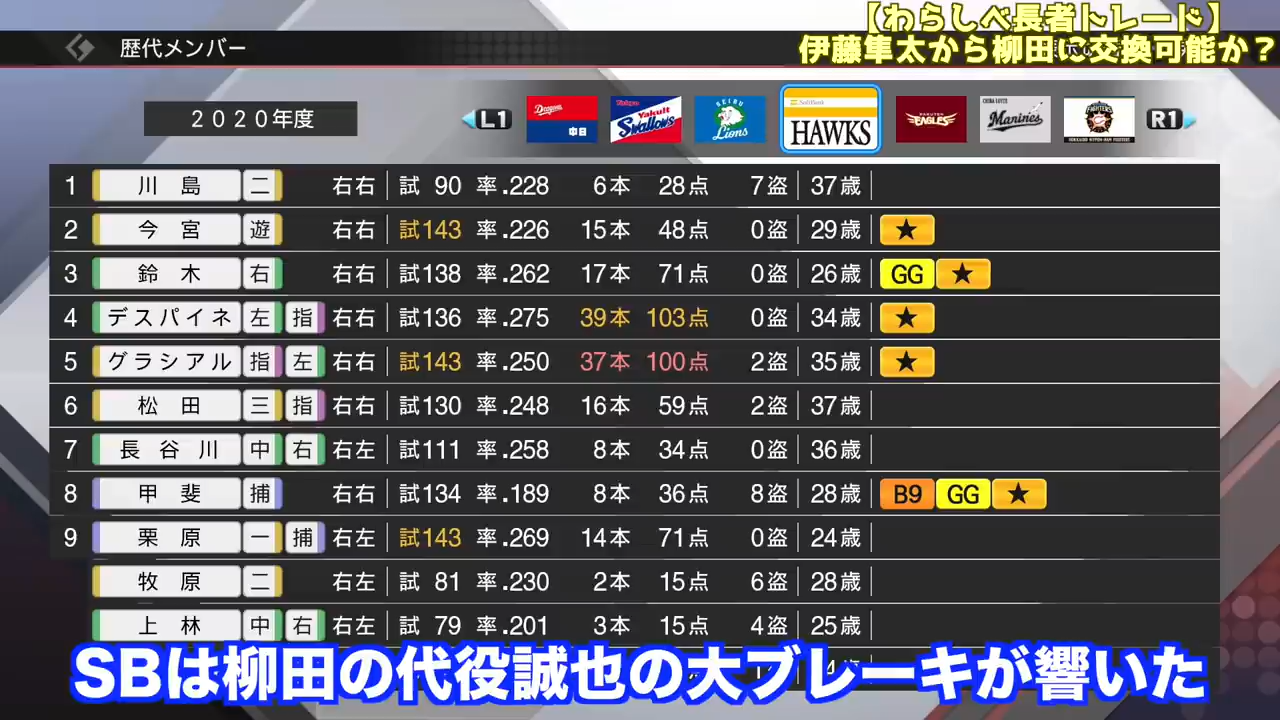 【わらしべ長者トレード】
伊藤隼太から柳田に交換可能か？
歴代メンバー
２０２０年度
L1 Dragons 中日 Tokyo Yakult Swallows SEIBU Lions SoftBank HAWKS RAKUTEN EAGLES CHIBA LOTTE Marines FIGHTERS R1
1 川島 二 右右 試 90 率.228 6本 28点 7盗 37歳
2 今宮 遊 右右 試143 率.226 15本 48点 0盗 29歳 ★
3 鈴木 右 右右 試138 率.262 17本 71点 0盗 26歳 GG ★
4 デスパイネ 左 指 右右 試136 率.275 39本 103点 0盗 34歳 ★
5 グラシアル 指 左 右右 試143 率.250 37本 100点 2盗 35歳 ★
6 松田 三 指 右右 試130 率.248 16本 59点 2盗 37歳
7 長谷川 中 右 右左 試111 率.258 8本 34点 0盗 36歳
8 甲斐 捕 右右 試134 率.189 8本 36点 8盗 28歳 B9 GG ★
9 栗原 一 捕 右左 試143 率.269 14本 71点 0盗 24歳
牧原 二 右左 試 81 率.230 2本 15点 6盗 28歳
上林 中 右 右左 試 79 率.201 3本 15点 4盗 25歳
SBは柳田の代役誠也の大ブレーキが響いた